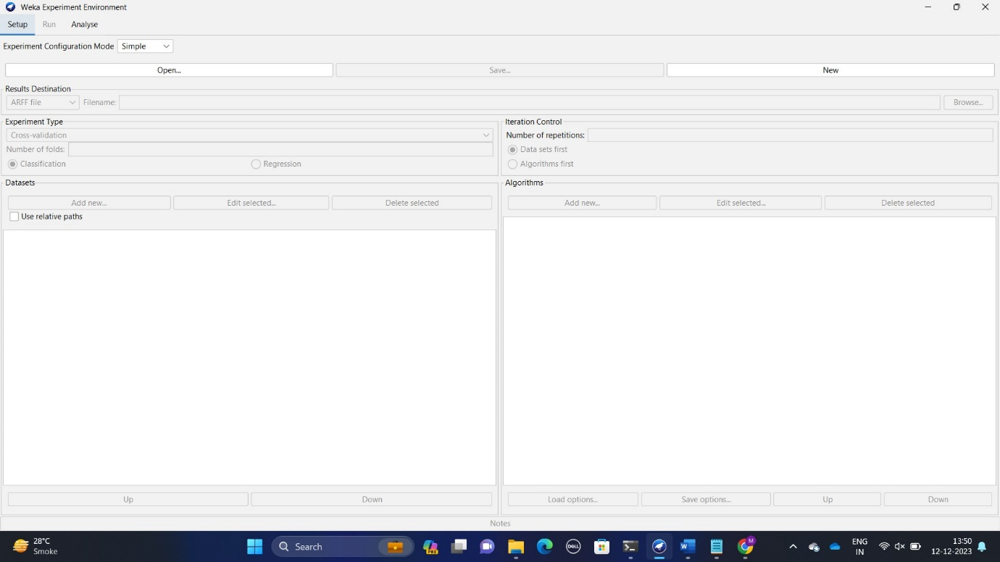 Weka Experiment Environment
Setup Run Analyse
Experiment Configuration Mode Simple
Open... Save... New
Results Destination
ARFF file Filename: Browse...
Experiment Type
Cross-validation
Number of folds:
Classification Regression
Iteration Control
Number of repetitions:
Data sets first
Algorithms first
Datasets
Add new... Edit selected... Delete selected
Use relative paths
Up Down
Algorithms
Add new... Edit selected... Delete selected
Load options... Save options... Up Down
Notes
28°C
Smoke
Search
PRE
DELL
W
M
ENG
IN
13:50
12-12-2023